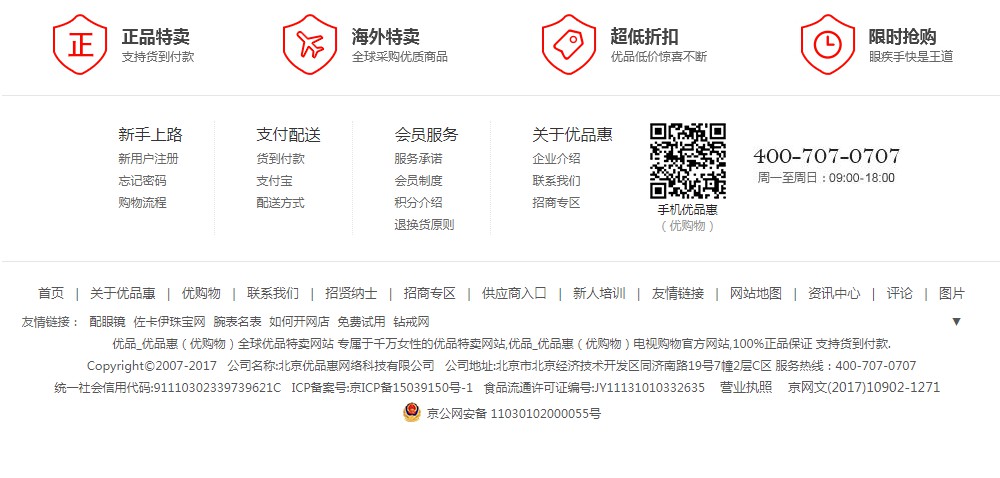 正 正品特卖 海外特卖 超低折扣 限时抢购
支持货到付款 全球采购优质商品 优品低价惊喜不断 眼疾手快是王道
新手上路 支付配送 会员服务 关于优品惠
新用户注册 货到付款 服务承诺 企业介绍
忘记密码 支付宝 会员制度 联系我们
购物流程 配送方式 积分介绍 招商专区
退换货原则
手机优品惠
（优购物）
400-707-0707
周一至周日：09:00-18:00
首页 | 关于优品惠 | 优购物 | 联系我们 | 招贤纳士 | 招商专区 | 供应商入口 | 新人培训 | 友情链接 | 网站地图 | 资讯中心 | 评论 | 图片
友情链接： 配眼镜 佐卡伊珠宝网 腕表名表 如何开网店 免费试用 钻戒网 ▼
优品_优品惠（优购物）全球优品特卖网站 专属于千万女性的优品特卖网站,优品_优品惠（优购物）电视购物官方网站,100%正品保证 支持货到付款.
Copyright©2007-2017 公司名称:北京优品惠网络科技有限公司 公司地址:北京市北京经济技术开发区同济南路19号7幢2层C区 服务热线：400-707-0707
统一社会信用代码:91110302339739621C ICP备案号:京ICP备15039150号-1 食品流通许可证编号:JY11131010332635 营业执照 京网文(2017)10902-1271
京公网安备 11030102000055号